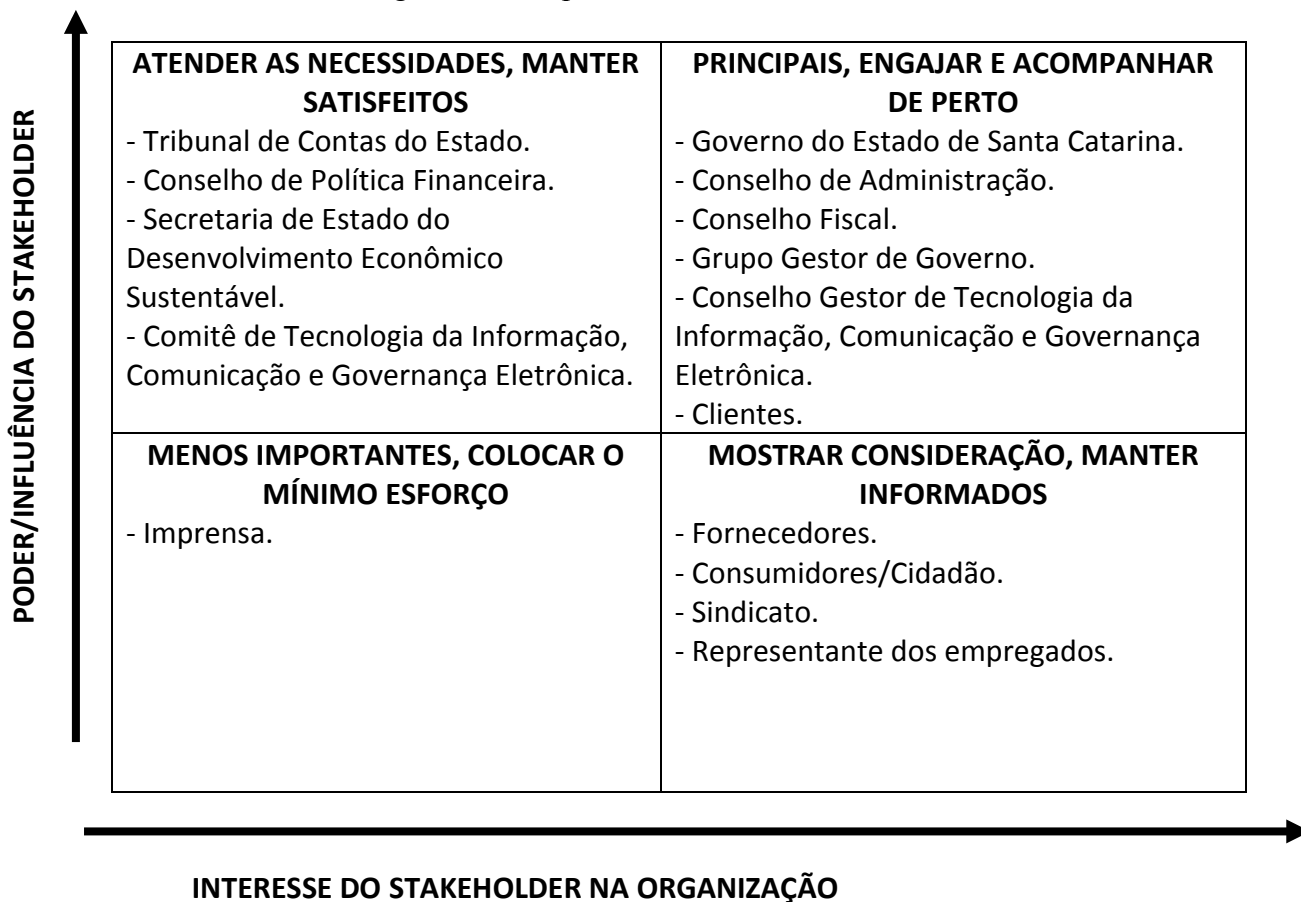 PODER/INFLUÊNCIA DO STAKEHOLDER
ATENDER AS NECESSIDADES, MANTER
SATISFEITOS
- Tribunal de Contas do Estado.
- Conselho de Política Financeira.
- Secretaria de Estado do
Desenvolvimento Econômico
Sustentável.
- Comitê de Tecnologia da Informação,
Comunicação e Governança Eletrônica.
PRINCIPAIS, ENGAJAR E ACOMPANHAR
DE PERTO
- Governo do Estado de Santa Catarina.
- Conselho de Administração.
- Conselho Fiscal.
- Grupo Gestor de Governo.
- Conselho Gestor de Tecnologia da
Informação, Comunicação e Governança
Eletrônica.
- Clientes.
MENOS IMPORTANTES, COLOCAR O
MÍNIMO ESFORÇO
- Imprensa.
MOSTRAR CONSIDERAÇÃO, MANTER
INFORMADOS
- Fornecedores.
- Consumidores/Cidadão.
- Sindicato.
- Representante dos empregados.
INTERESSE DO STAKEHOLDER NA ORGANIZAÇÃO